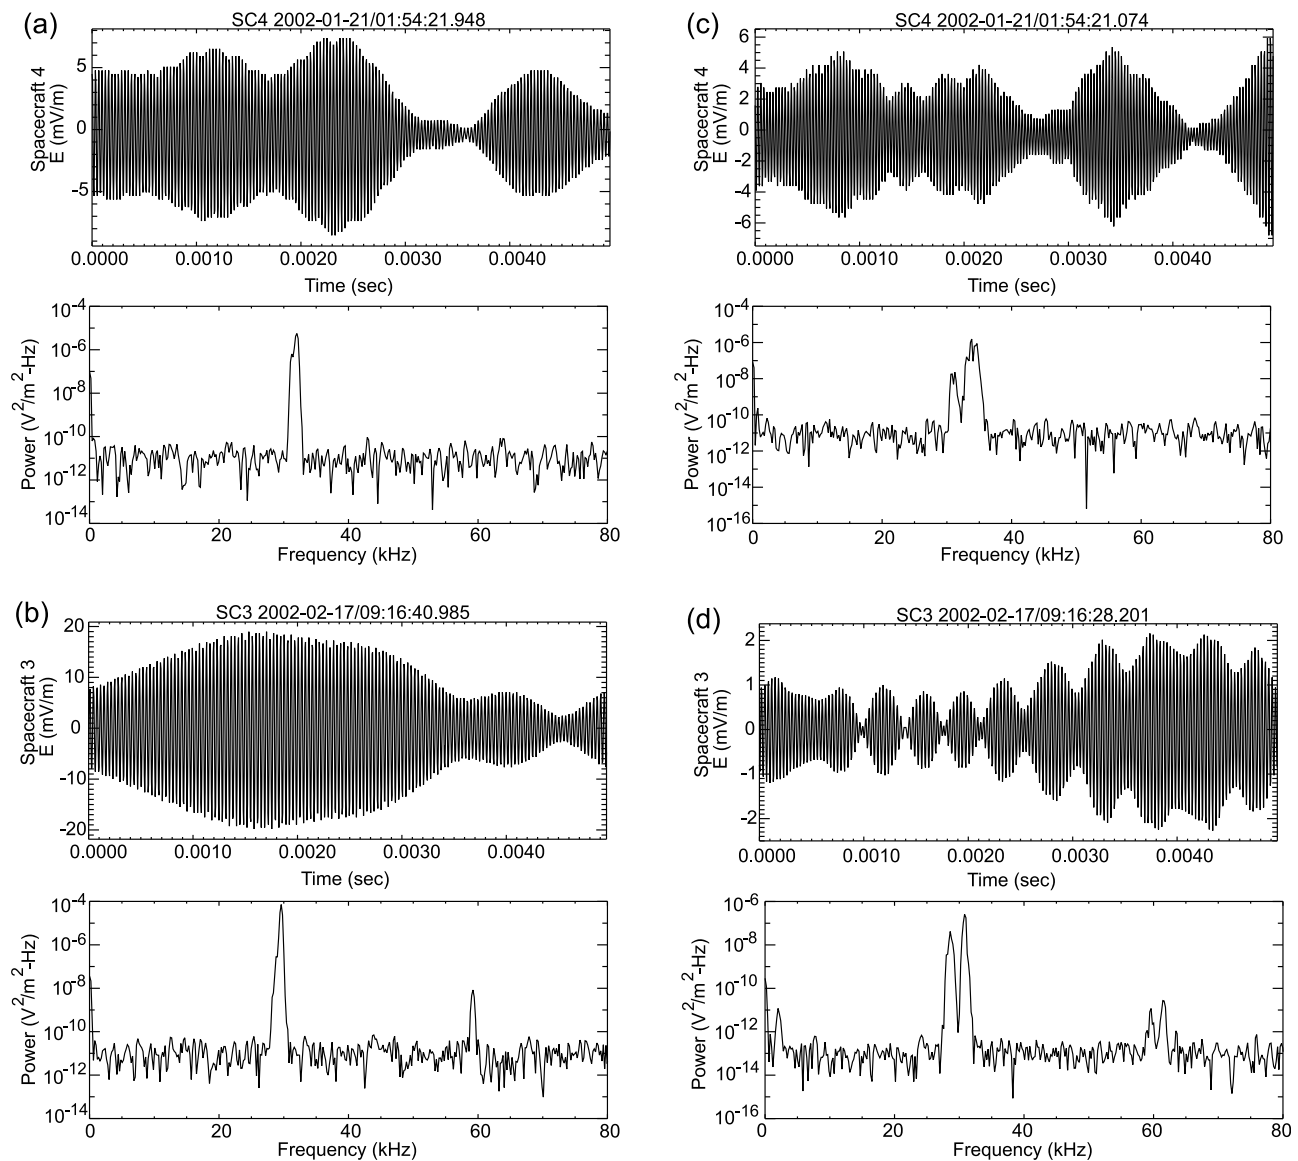 (a)
SC4 2002-01-21/01:54:21.948
Spacecraft 4
E (mV/m)
5
0
-5
0.0000 0.0010 0.0020 0.0030 0.0040
Time (sec)
Power (V^2/m^2-Hz)
10^-4
10^-6
10^-8
10^-10
10^-12
10^-14
0 20 40 60 80
Frequency (kHz)
(c)
SC4 2002-01-21/01:54:21.074
Spacecraft 4
E (mV/m)
6
4
2
0
-2
-4
-6
0.0000 0.0010 0.0020 0.0030 0.0040
Time (sec)
Power (V^2/m^2-Hz)
10^-4
10^-6
10^-8
10^-10
10^-12
10^-14
10^-16
0 20 40 60 80
Frequency (kHz)
(b)
SC3 2002-02-17/09:16:40.985
Spacecraft 3
E (mV/m)
20
10
0
-10
-20
0.0000 0.0010 0.0020 0.0030 0.0040
Time (sec)
Power (V^2/m^2-Hz)
10^-4
10^-6
10^-8
10^-10
10^-12
10^-14
0 20 40 60 80
Frequency (kHz)
(d)
SC3 2002-02-17/09:16:28.201
Spacecraft 3
E (mV/m)
2
1
0
-1
-2
0.0000 0.0010 0.0020 0.0030 0.0040
Time (sec)
Power (V^2/m^2-Hz)
10^-6
10^-8
10^-10
10^-12
10^-14
10^-16
0 20 40 60 80
Frequency (kHz)